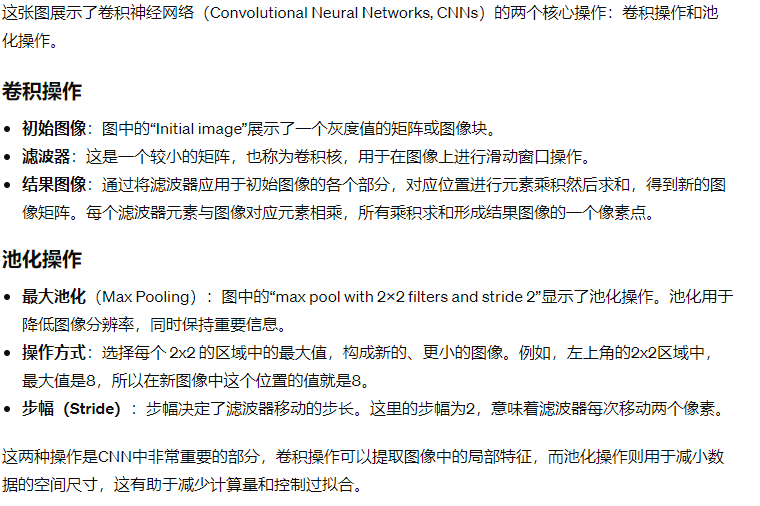 这张图展示了卷积神经网络（Convolutional Neural Networks, CNNs）的两个核心操作：卷积操作和池
化操作。
卷积操作
• 初始图像：图中的“Initial image”展示了一个灰度值的矩阵或图像块。
• 滤波器：这是一个较小的矩阵，也称为卷积核，用于在图像上进行滑动窗口操作。
• 结果图像：通过将滤波器应用于初始图像的各个部分，对应位置进行元素乘积然后求和，得到新的图
像矩阵。每个滤波器元素与图像对应元素相乘，所有乘积求和形成结果图像的一个像素点。
池化操作
• 最大池化（Max Pooling）：图中的“max pool with 2×2 filters and stride 2”显示了池化操作。池化用于
降低图像分辨率，同时保持重要信息。
• 操作方式：选择每个 2x2 的区域中的最大值，构成新的、更小的图像。例如，左上角的2x2区域中，
最大值是8，所以在新图像中这个位置的值就是8。
• 步幅（Stride）：步幅决定了滤波器移动的步长。这里的步幅为2，意味着滤波器每次移动两个像素。
这两种操作是CNN中非常重要的部分，卷积操作可以提取图像中的局部特征，而池化操作则用于减小数
据的空间尺寸，这有助于减少计算量和控制过拟合。